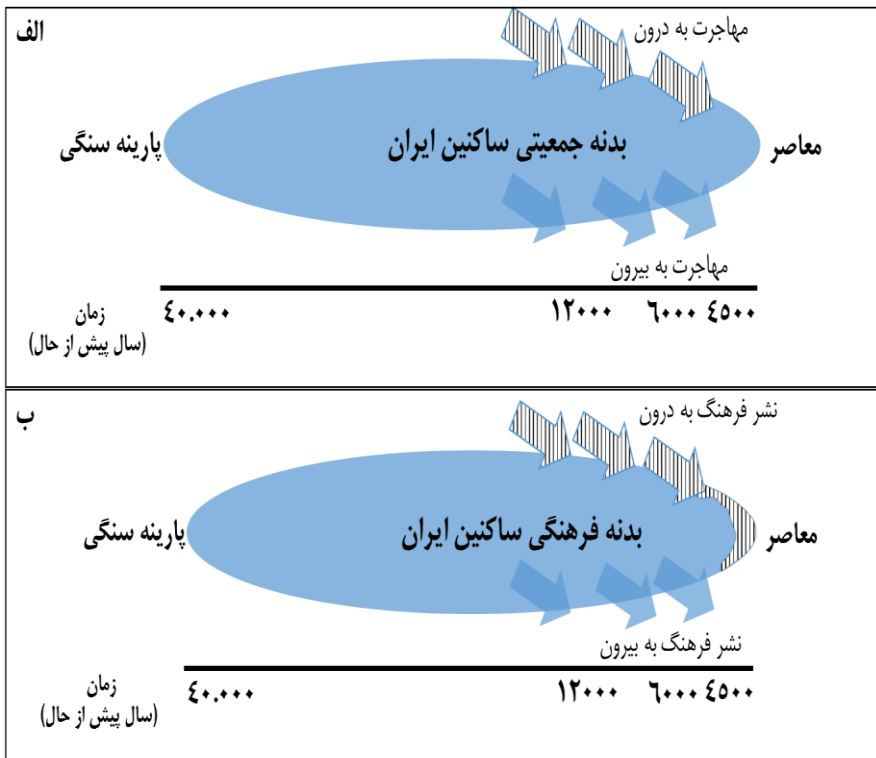 الف
مهاجرت به درون
معاصر
بدنه جمعیتی ساکنین ایران
پارینه سنگی
مهاجرت به بیرون
٤٠.٠٠٠ ١٢٠٠٠ ٦٠٠٠ ٤٥٠٠
زمان
(سال پیش از حال)
ب
نشر فرهنگ به درون
معاصر
بدنه فرهنگی ساکنین ایران
پارینه سنگی
نشر فرهنگ به بیرون
٤٠.٠٠٠ ١٢٠٠٠ ٦٠٠٠ ٤٥٠٠
زمان
(سال پیش از حال)